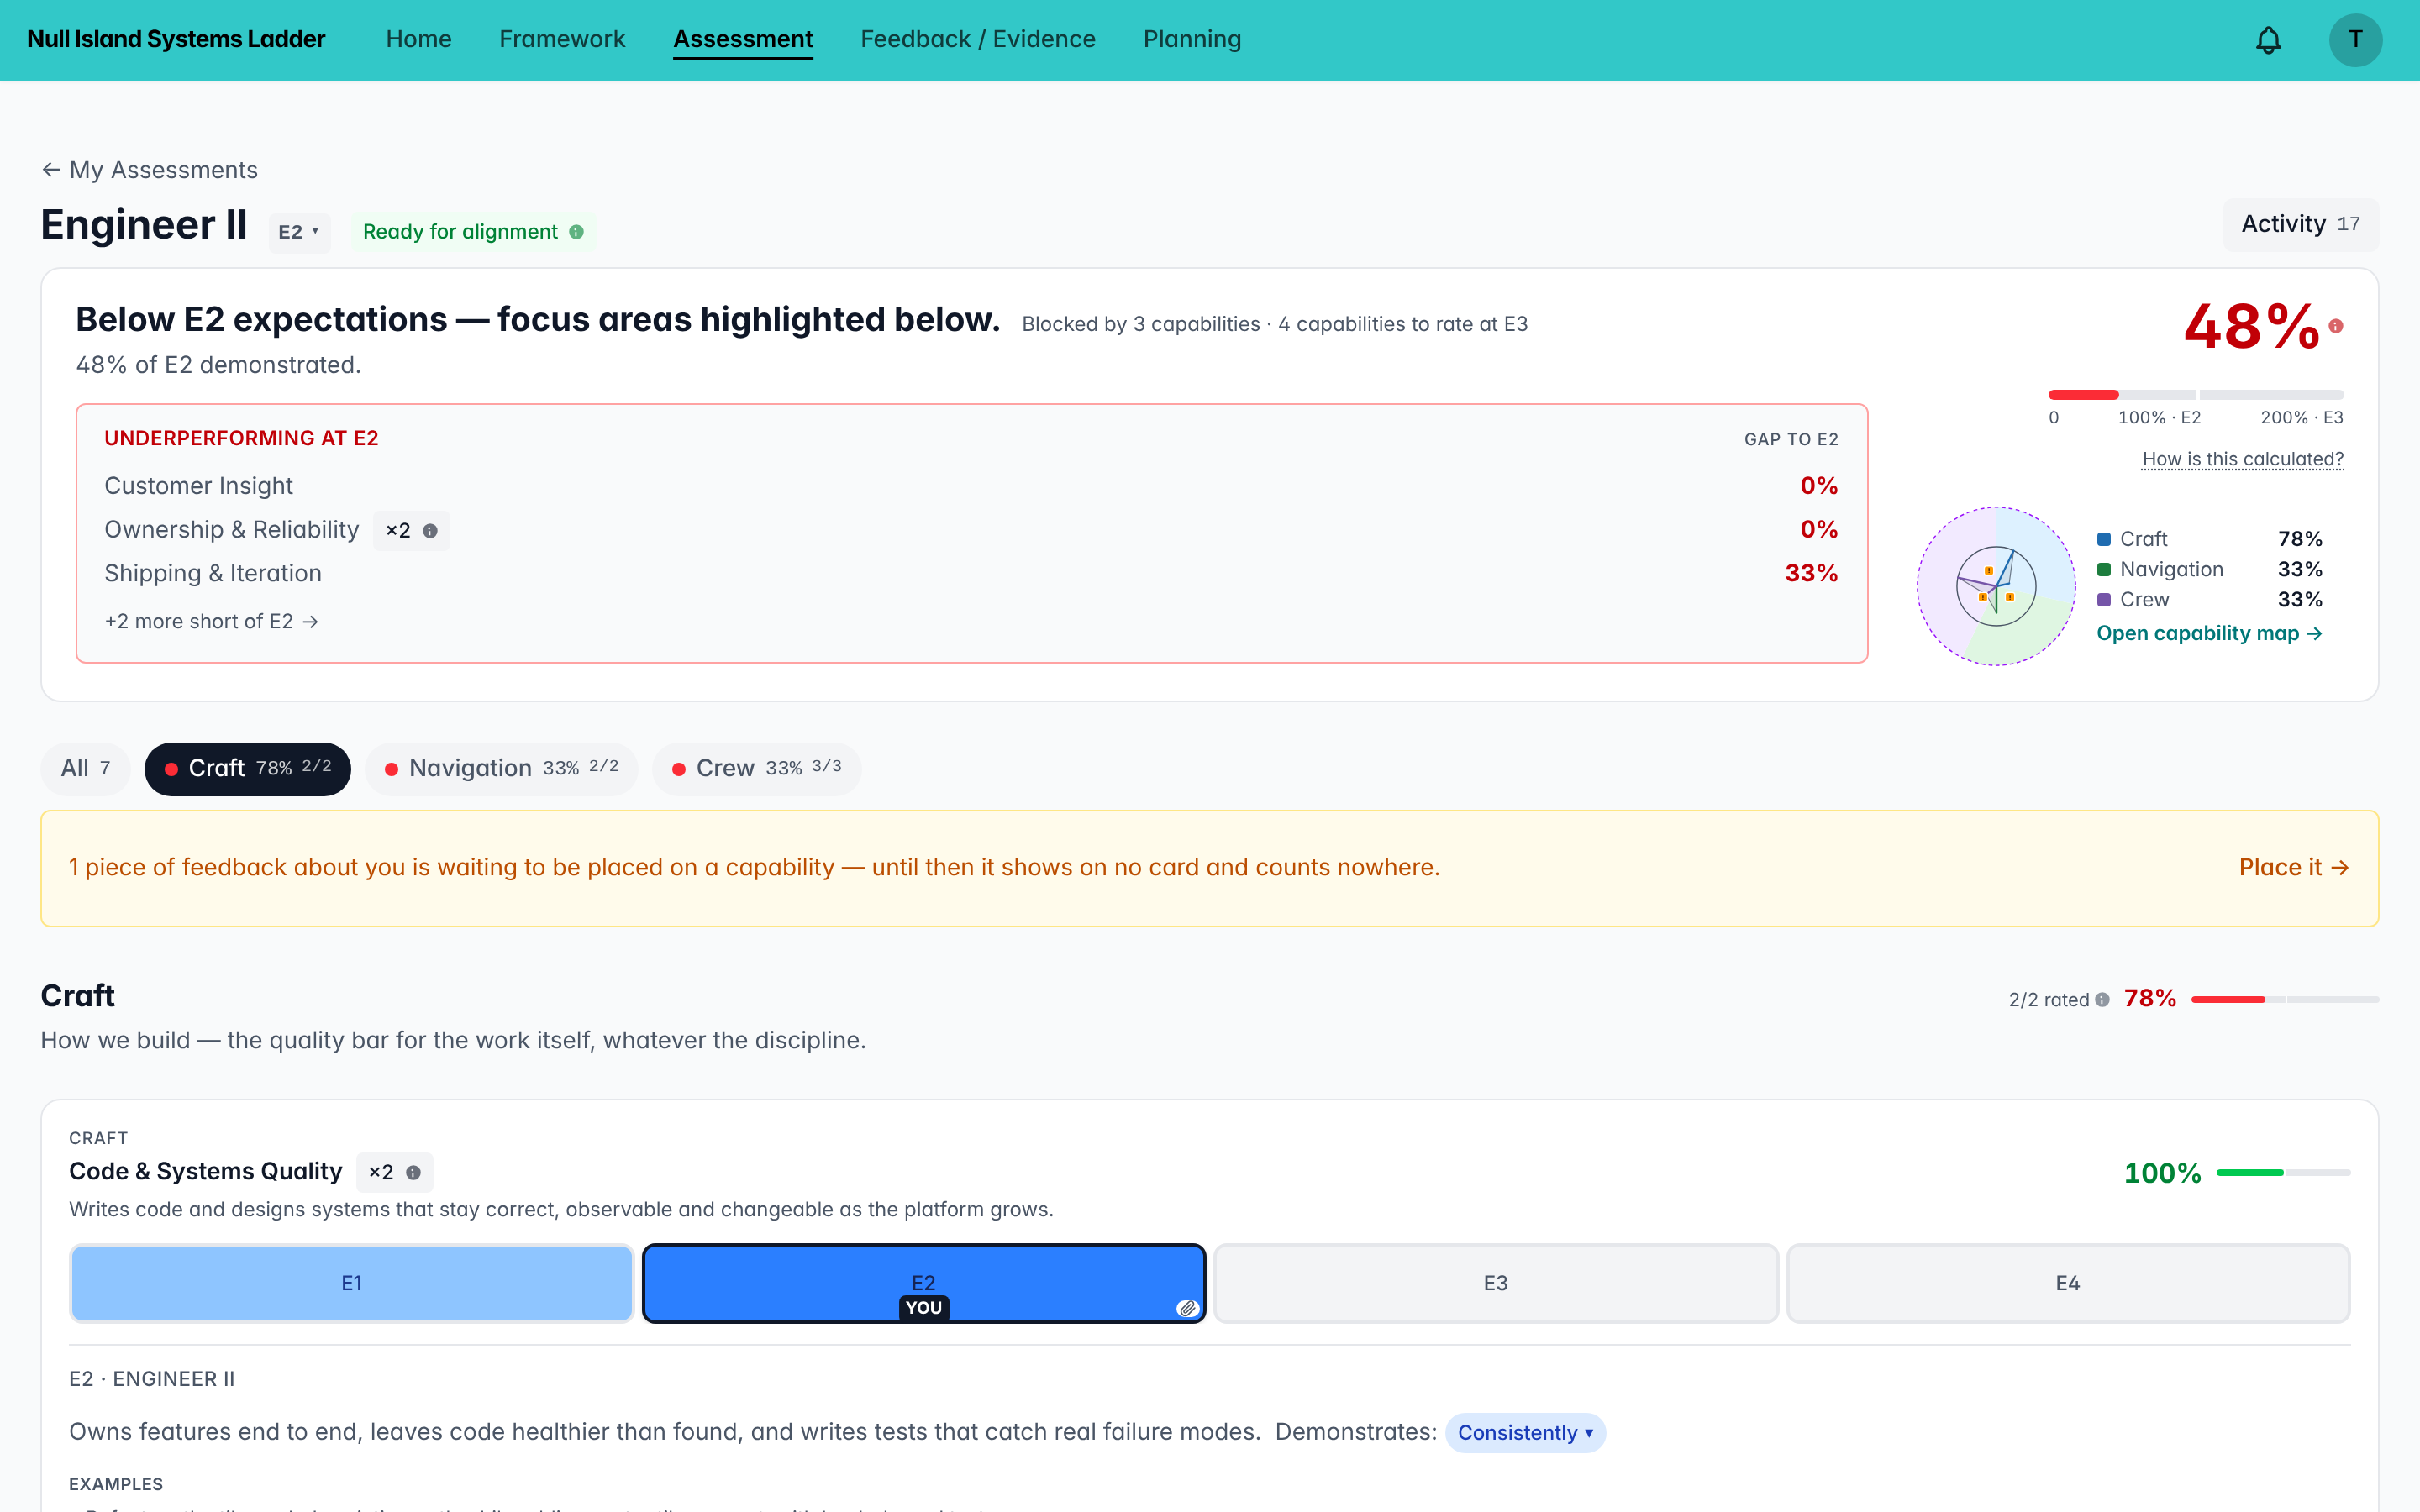 Null Island Systems Ladder Home Framework Assessment Feedback / Evidence Planning T
← My Assessments
Engineer II E2 ▾ Ready for alignment Activity 17
Below E2 expectations — focus areas highlighted below. Blocked by 3 capabilities · 4 capabilities to rate at E3
48% of E2 demonstrated.
48%
0 100% · E2 200% · E3
How is this calculated?
UNDERPERFORMING AT E2 GAP TO E2
Customer Insight 0%
Ownership & Reliability ×2 0%
Shipping & Iteration 33%
+2 more short of E2 →
Craft 78%
Navigation 33%
Crew 33%
Open capability map →
All 7 Craft 78% 2/2 Navigation 33% 2/2 Crew 33% 3/3
1 piece of feedback about you is waiting to be placed on a capability — until then it shows on no card and counts nowhere. Place it →
Craft 2/2 rated 78%
How we build — the quality bar for the work itself, whatever the discipline.
CRAFT
Code & Systems Quality ×2 100%
Writes code and designs systems that stay correct, observable and changeable as the platform grows.
E1 E2 E3 E4
YOU
E2 · ENGINEER II
Owns features end to end, leaves code healthier than found, and writes tests that catch real failure modes. Demonstrates: Consistently ▾
EXAMPLES